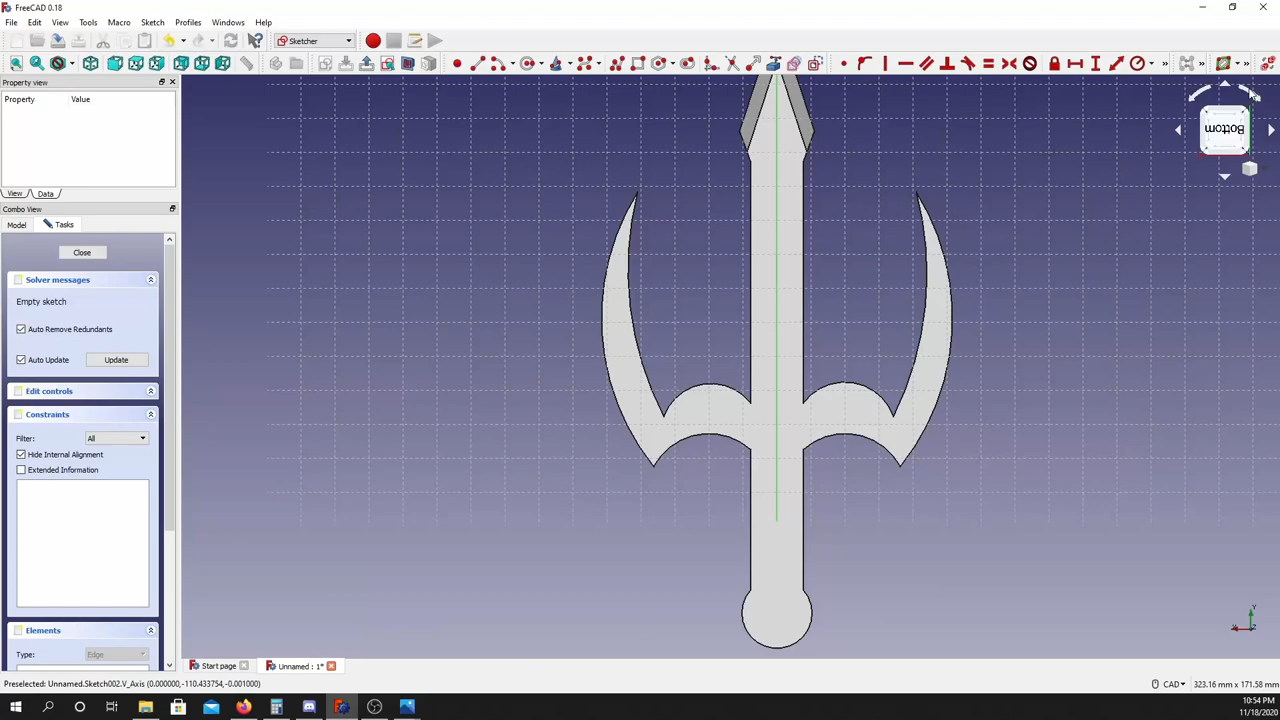 FreeCAD 0.18
File Edit View Tools Macro Sketch Profiles Windows Help
Sketcher
Property view
Property Value
View Data
Combo View
Model Tasks
Close
Solver messages
Empty sketch
Auto Remove Redundants
Auto Update Update
Edit controls
Constraints
Filter: All
Hide Internal Alignment
Extended Information
Elements
Type: Edge
Bottom
Y
X
Z
Start page Unnamed : 1*
Preselected: Unnamed.Sketch002.V_Axis (0.000000,-110.433754,-0.001000)
CAD
323.16 mm x 171.58 mm
10:54 PM
11/18/2020